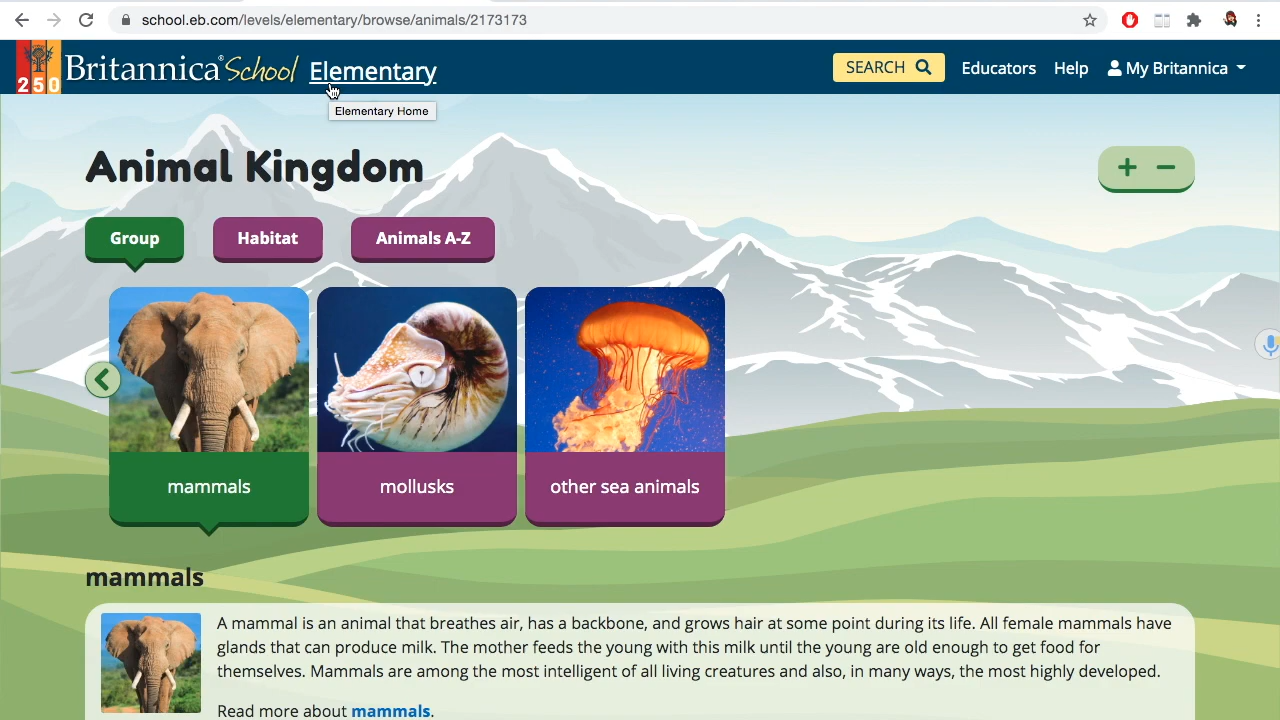 school.eb.com/levels/elementary/browse/animals/2173173
250 Britannica School Elementary
SEARCH Educators Help My Britannica
Elementary Home
Animal Kingdom
+ −
Group Habitat Animals A-Z
mammals mollusks other sea animals
mammals
A mammal is an animal that breathes air, has a backbone, and grows hair at some point during its life. All female mammals have
glands that can produce milk. The mother feeds the young with this milk until the young are old enough to get food for
themselves. Mammals are among the most intelligent of all living creatures and also, in many ways, the most highly developed.
Read more about mammals.